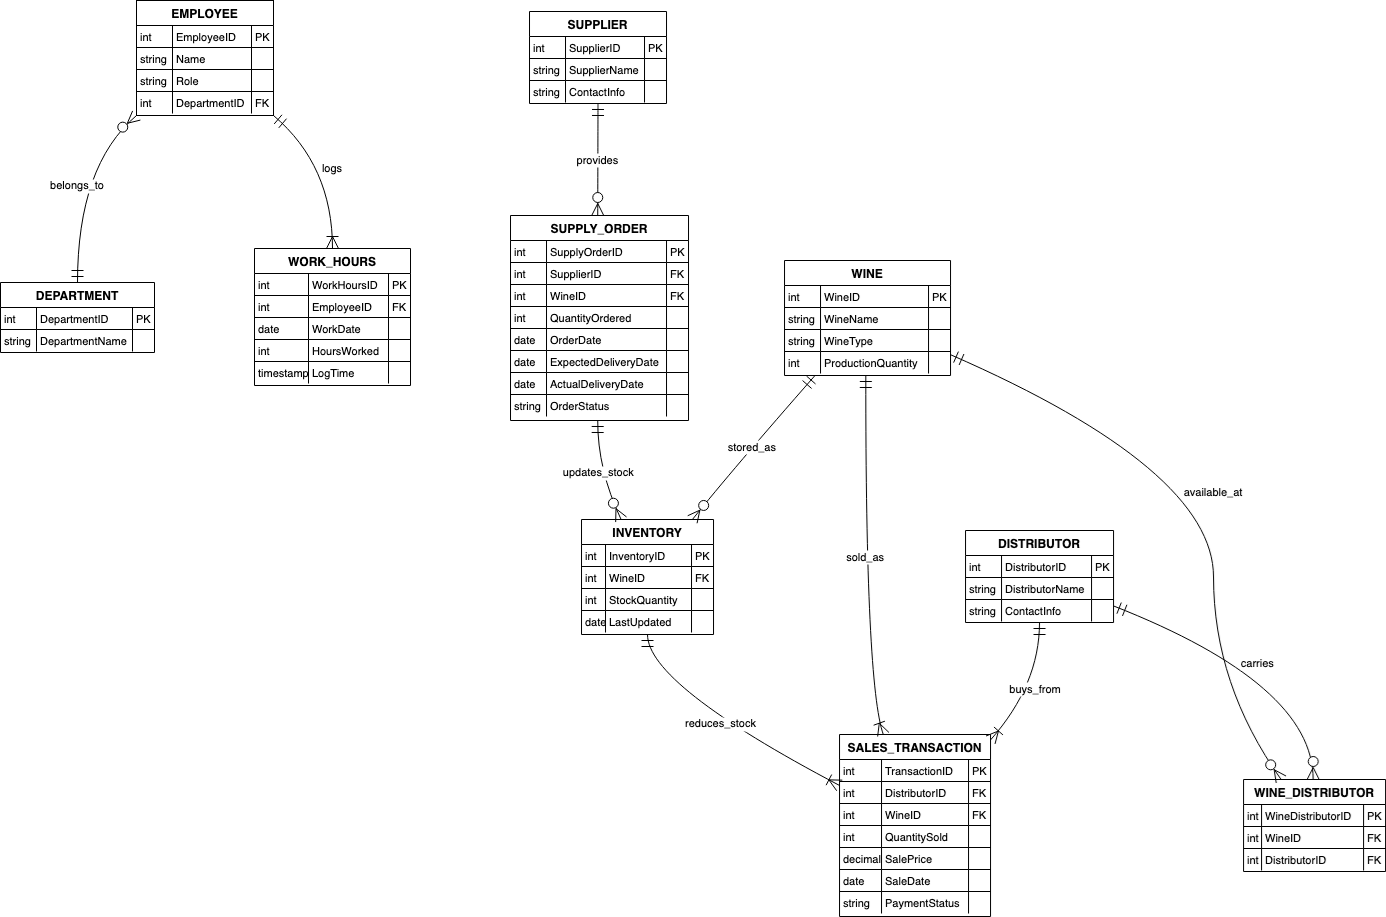 EMPLOYEE
int EmployeeID PK
string Name
string Role
int DepartmentID FK
belongs_to
logs
DEPARTMENT
int DepartmentID PK
string DepartmentName
WORK_HOURS
int WorkHoursID PK
int EmployeeID FK
date WorkDate
int HoursWorked
timestamp LogTime
SUPPLIER
int SupplierID PK
string SupplierName
string ContactInfo
provides
SUPPLY_ORDER
int SupplyOrderID PK
int SupplierID FK
int WineID FK
int QuantityOrdered
date OrderDate
date ExpectedDeliveryDate
date ActualDeliveryDate
string OrderStatus
WINE
int WineID PK
string WineName
string WineType
int ProductionQuantity
updates_stock
stored_as
sold_as
available_at
INVENTORY
int InventoryID PK
int WineID FK
int StockQuantity
date LastUpdated
DISTRIBUTOR
int DistributorID PK
string DistributorName
string ContactInfo
reduces_stock
buys_from
carries
SALES_TRANSACTION
int TransactionID PK
int DistributorID FK
int WineID FK
int QuantitySold
decimal SalePrice
date SaleDate
string PaymentStatus
WINE_DISTRIBUTOR
int WineDistributorID PK
int WineID FK
int DistributorID FK